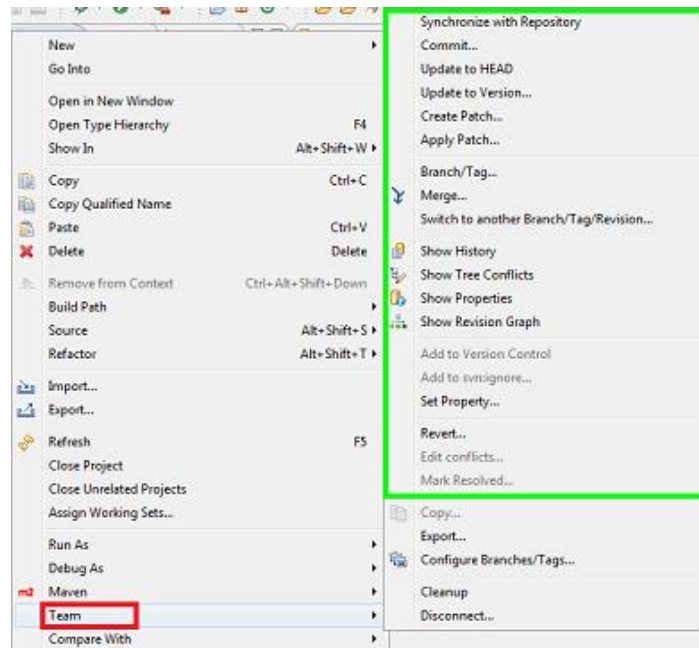 New
Go Into
Open in New Window
Open Type Hierarchy F4
Show In Alt+Shift+W
Copy Ctrl+C
Copy Qualified Name
Paste Ctrl+V
Delete Delete
Remove from Context Ctrl+Alt+Shift+Down
Build Path
Source Alt+Shift+S
Refactor Alt+Shift+T
Import...
Export...
Refresh F5
Close Project
Close Unrelated Projects
Assign Working Sets...
Run As
Debug As
m2 Maven
Team
Compare With
Synchronize with Repository
Commit...
Update to HEAD
Update to Version...
Create Patch...
Apply Patch...
Branch/Tag...
Merge...
Switch to another Branch/Tag/Revision...
Show History
Show Tree Conflicts
Show Properties
Show Revision Graph
Add to Version Control
Add to svn:ignore...
Set Property...
Revert...
Edit conflicts...
Mark Resolved...
Copy...
Export...
Configure Branches/Tags...
Cleanup
Disconnect...